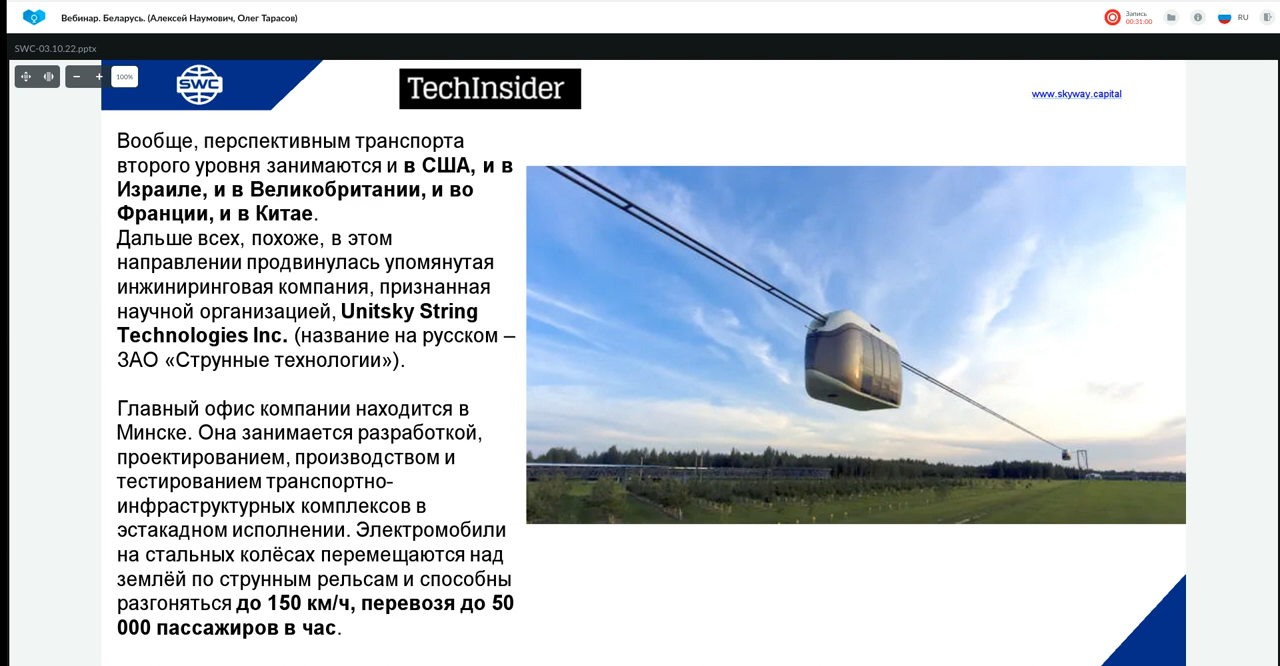 Вебинар. Беларусь. (Алексей Наумович, Олег Тарасов)
Запись
00:31:00
RU
SWC-03.10.22.pptx
100%
SWC
TechInsider
www.skyway.capital
Вообще, перспективным транспорта
второго уровня занимаются и в США, и в
Израиле, и в Великобритании, и во
Франции, и в Китае.
Дальше всех, похоже, в этом
направлении продвинулась упомянутая
инжиниринговая компания, признанная
научной организацией, Unitsky String
Technologies Inc. (название на русском –
ЗАО «Струнные технологии»).
Главный офис компании находится в
Минске. Она занимается разработкой,
проектированием, производством и
тестированием транспортно-
инфраструктурных комплексов в
эстакадном исполнении. Электромобили
на стальных колёсах перемещаются над
землёй по струнным рельсам и способны
разгоняться до 150 км/ч, перевозя до 50
000 пассажиров в час.